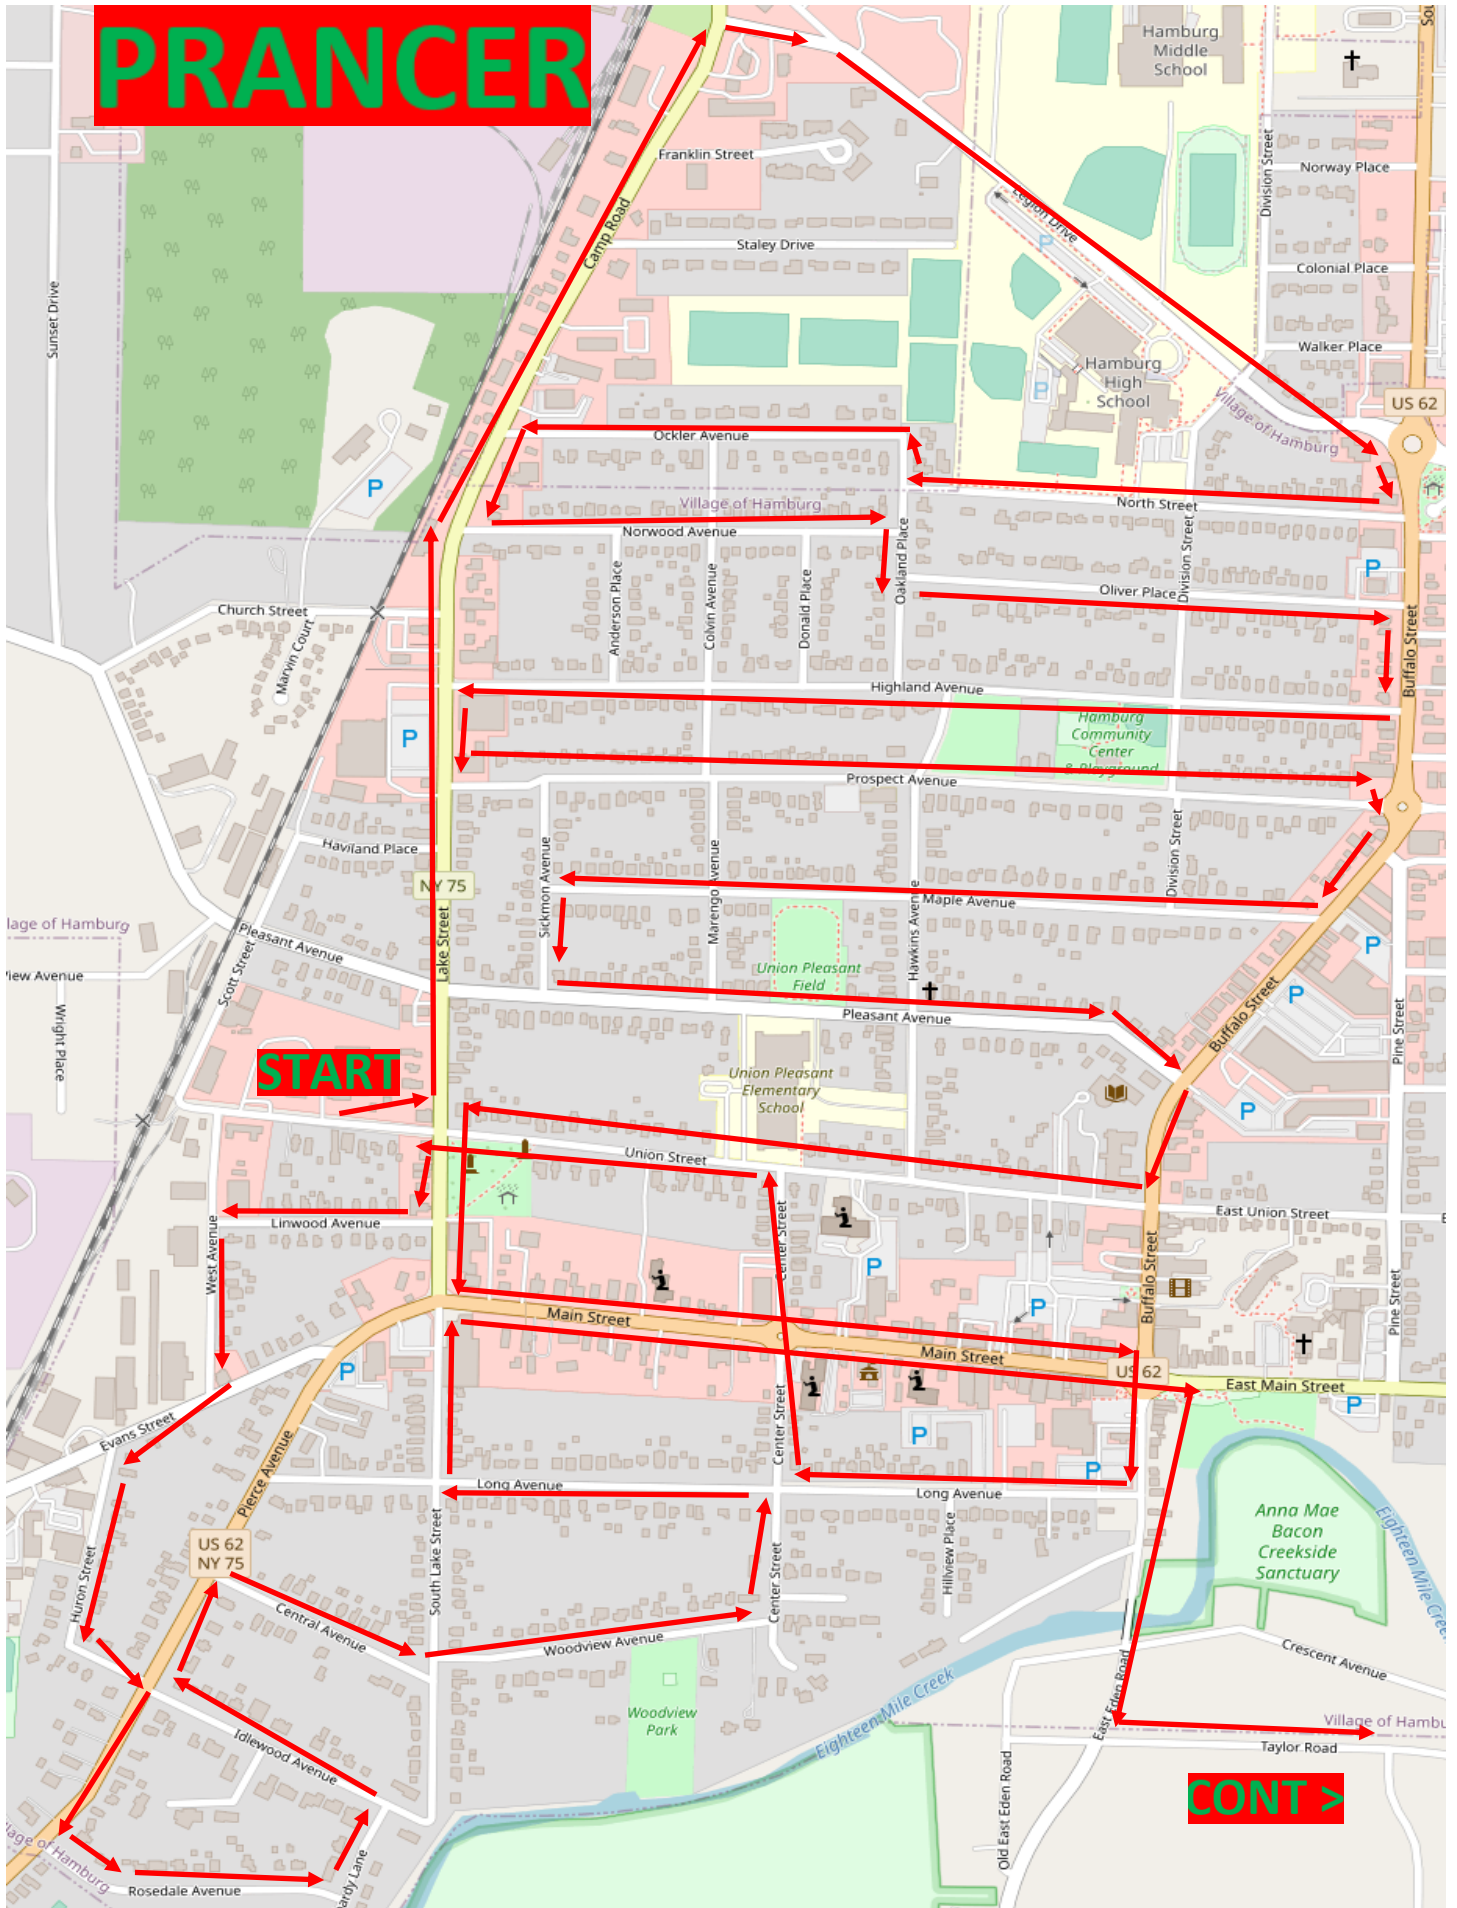 PRANCER
Hamburg
Middle
School
Sou
Franklin Street
Division Street
Norway Place
Legion Drive
P
Camp Road
Staley Drive
Colonial Place
Sunset Drive
Walker Place
Hamburg
High
School
P
US 62
Village of Hamburg
Ockler Avenue
P
Village of Hamburg
North Street
Norwood Avenue
Oakland Place
Division Street
P
Oliver Place
Church Street
Marvin Court
Anderson Place
Colvin Avenue
Donald Place
Buffalo Street
Highland Avenue
P
Hamburg
Community
Center
& Playground
Prospect Avenue
Haviland Place
Sickmon Avenue
Marengo Avenue
Division Street
NY 75
Maple Avenue
Hawkins Avenue
lage of Hamburg
Pleasant Avenue
Lake Street
P
View Avenue
Scott Street
Union Pleasant
Field
P
Wright Place
Pleasant Avenue
Buffalo Street
Pine Street
START
Union Pleasant
Elementary
School
P
Union Street
Linwood Avenue
West Avenue
Center Street
East Union Street
E
P
Buffalo Street
P
Pine Street
Main Street
Main Street
P
US 62
East Main Street
P
Evans Street
Pierce Avenue
Center Street
P
P
Long Avenue
Long Avenue
Anna Mae
Bacon
Creekside
Sanctuary
Eighteen Mile Creek
US 62
NY 75
South Lake Street
Hillview Place
Huron Street
Central Avenue
Center Street
Woodview Avenue
Crescent Avenue
East Eden Road
Woodview
Park
Eighteen Mile Creek
Village of Hambu
Taylor Road
Idlewood Avenue
Old East Eden Road
CONT >
llage of Hamburg
Rosedale Avenue
ardy Lane